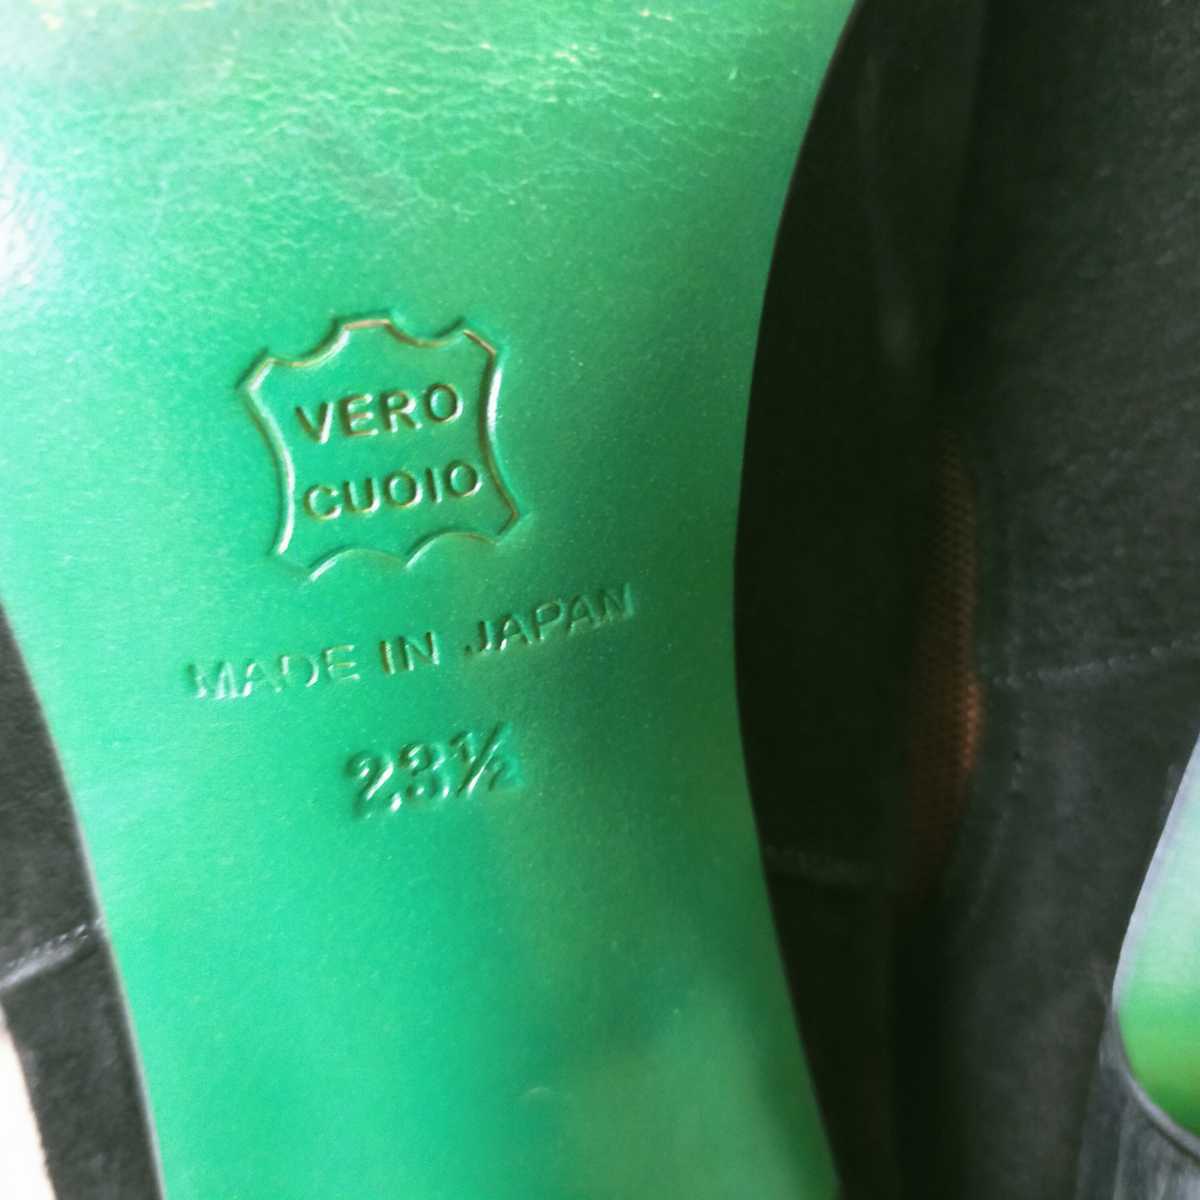 VERO
CUOIO
MADE IN JAPAN
23½